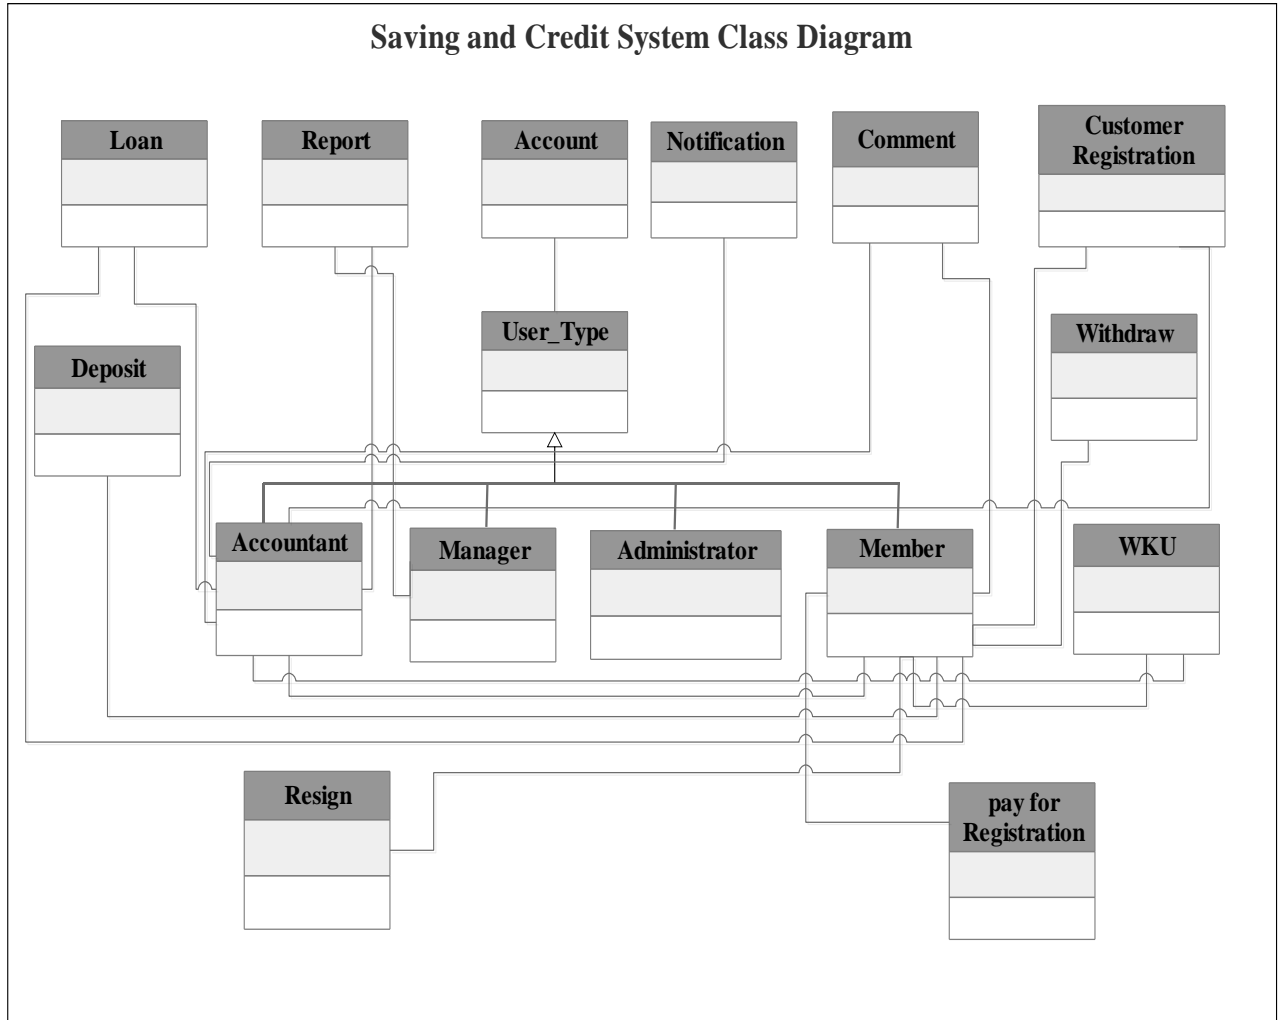 Saving and Credit System Class Diagram
Loan
Report
Account
Notification
Comment
Customer
Registration
User_Type
Withdraw
Deposit
Accountant
Manager
Administrator
Member
WKU
Resign
pay for
Registration